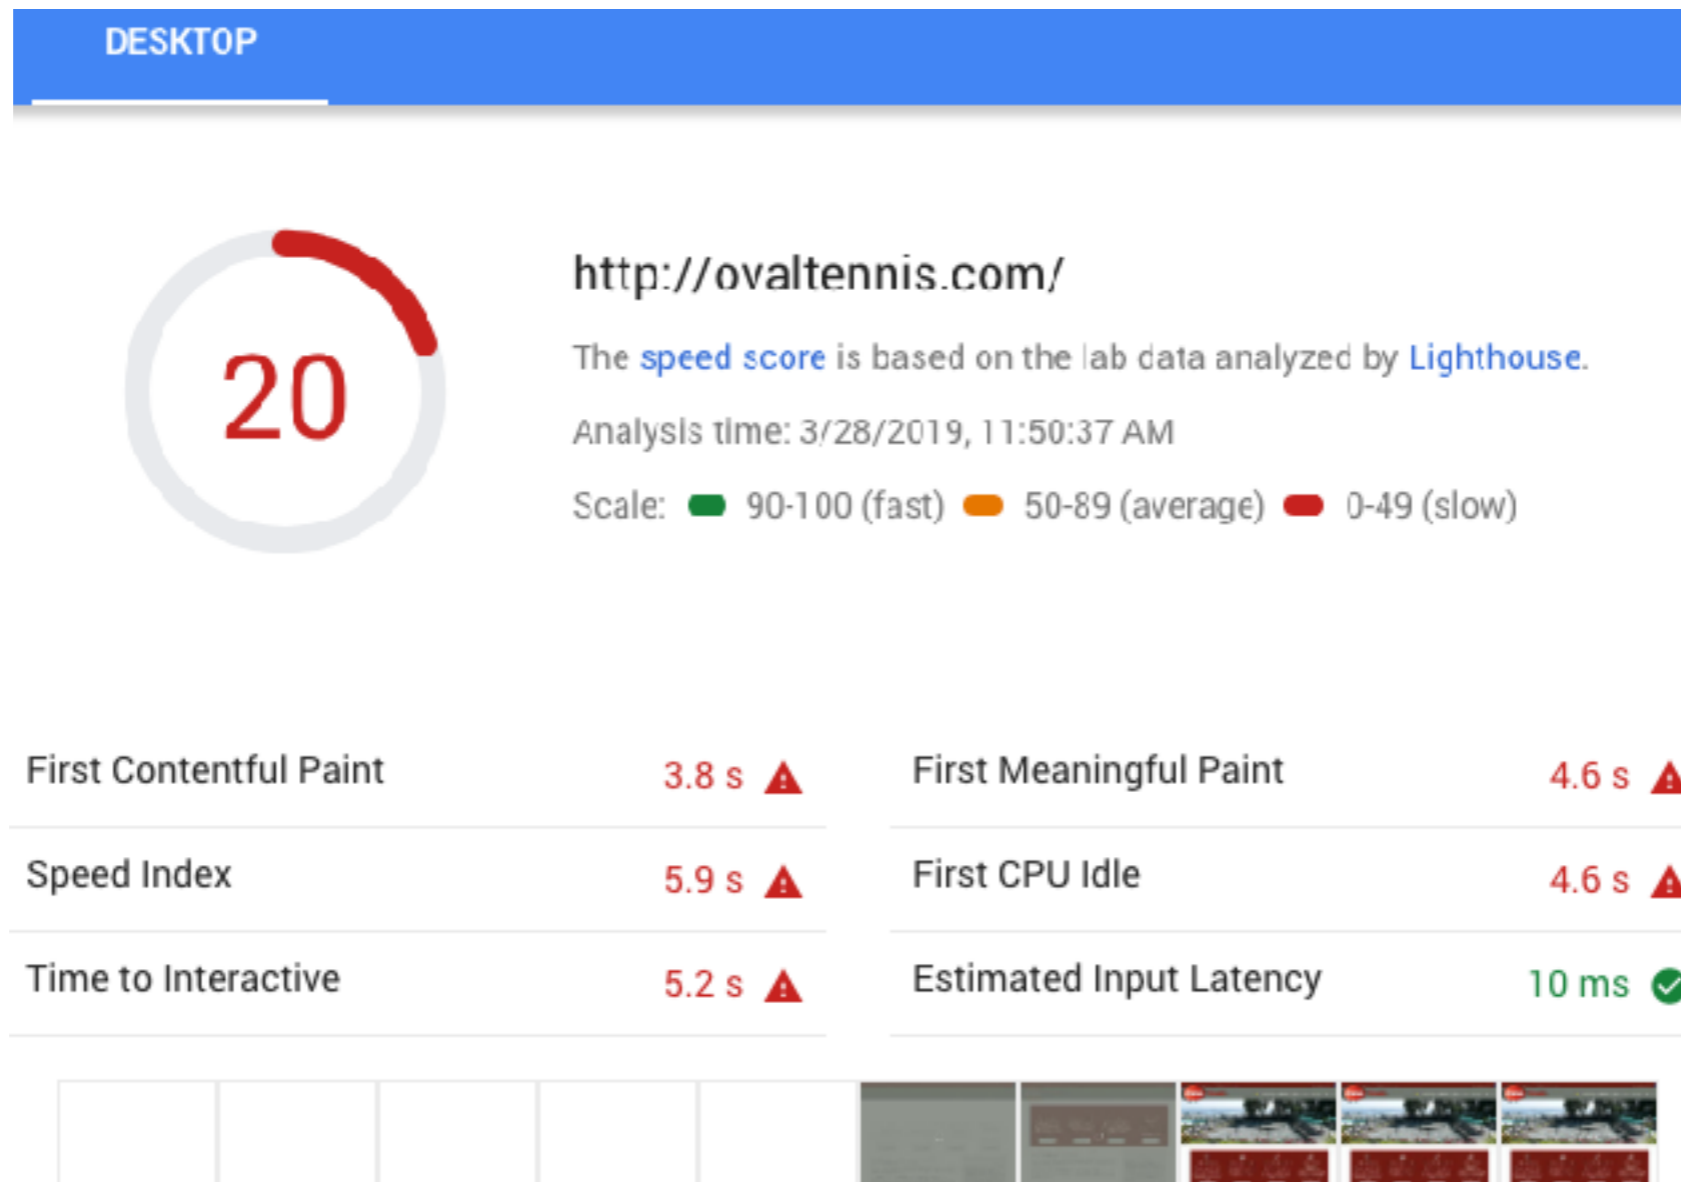 DESKTOP
20
http://ovaltennis.com/
The speed score is based on the lab data analyzed by Lighthouse.
Analysis time: 3/28/2019, 11:50:37 AM
Scale: 90-100 (fast) 50-89 (average) 0-49 (slow)
First Contentful Paint 3.8 s
First Meaningful Paint 4.6 s
Speed Index 5.9 s
First CPU Idle 4.6 s
Time to Interactive 5.2 s
Estimated Input Latency 10 ms